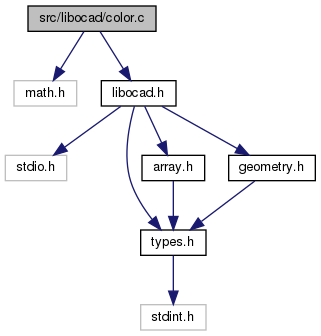 src/libocad/color.c
math.h
libocad.h
stdio.h
array.h
geometry.h
types.h
stdint.h